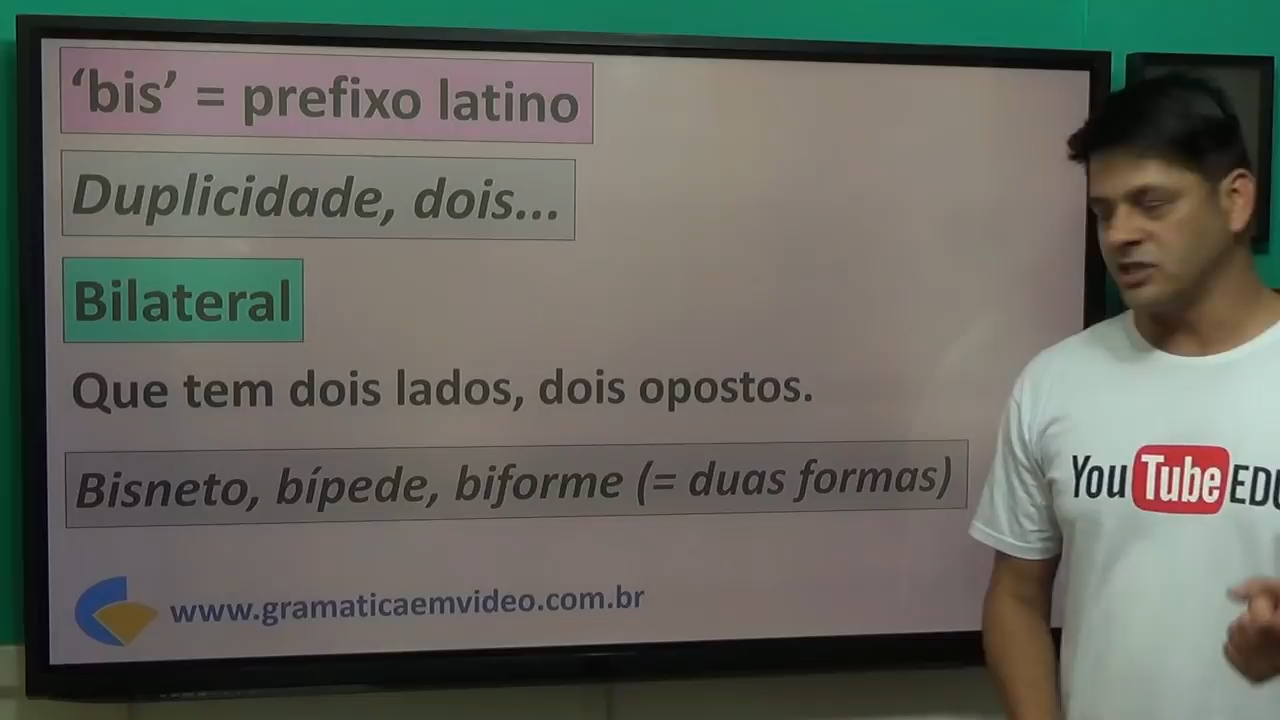 ‘bis’ = prefixo latino
Duplicidade, dois...
Bilateral
Que tem dois lados, dois opostos.
Bisneto, bípede, biforme (= duas formas)
www.gramaticaemvideo.com.br
YouTube EDU